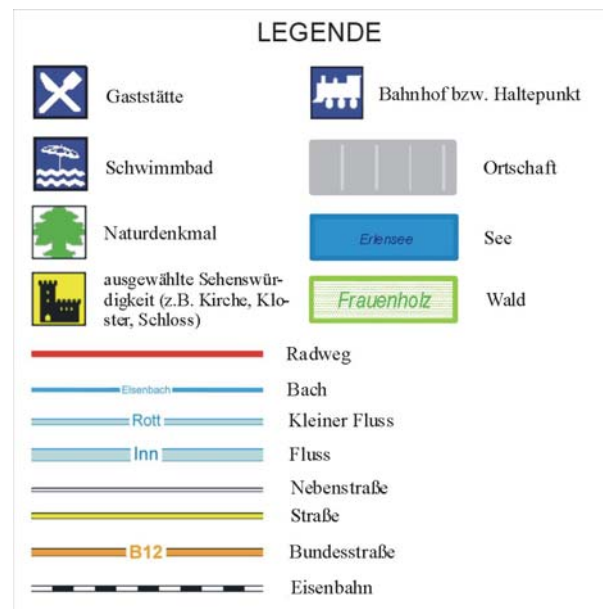 LEGENDE
Gaststätte
Bahnhof bzw. Haltepunkt
Schwimmbad
Ortschaft
Naturdenkmal
Erlensee
See
ausgewählte Sehenswür-
digkeit (z.B. Kirche, Klo-
ster, Schloss)
Frauenholz
Wald
Radweg
Elsenbach
Bach
Rott
Kleiner Fluss
Inn
Fluss
Nebenstraße
Straße
B12
Bundesstraße
Eisenbahn